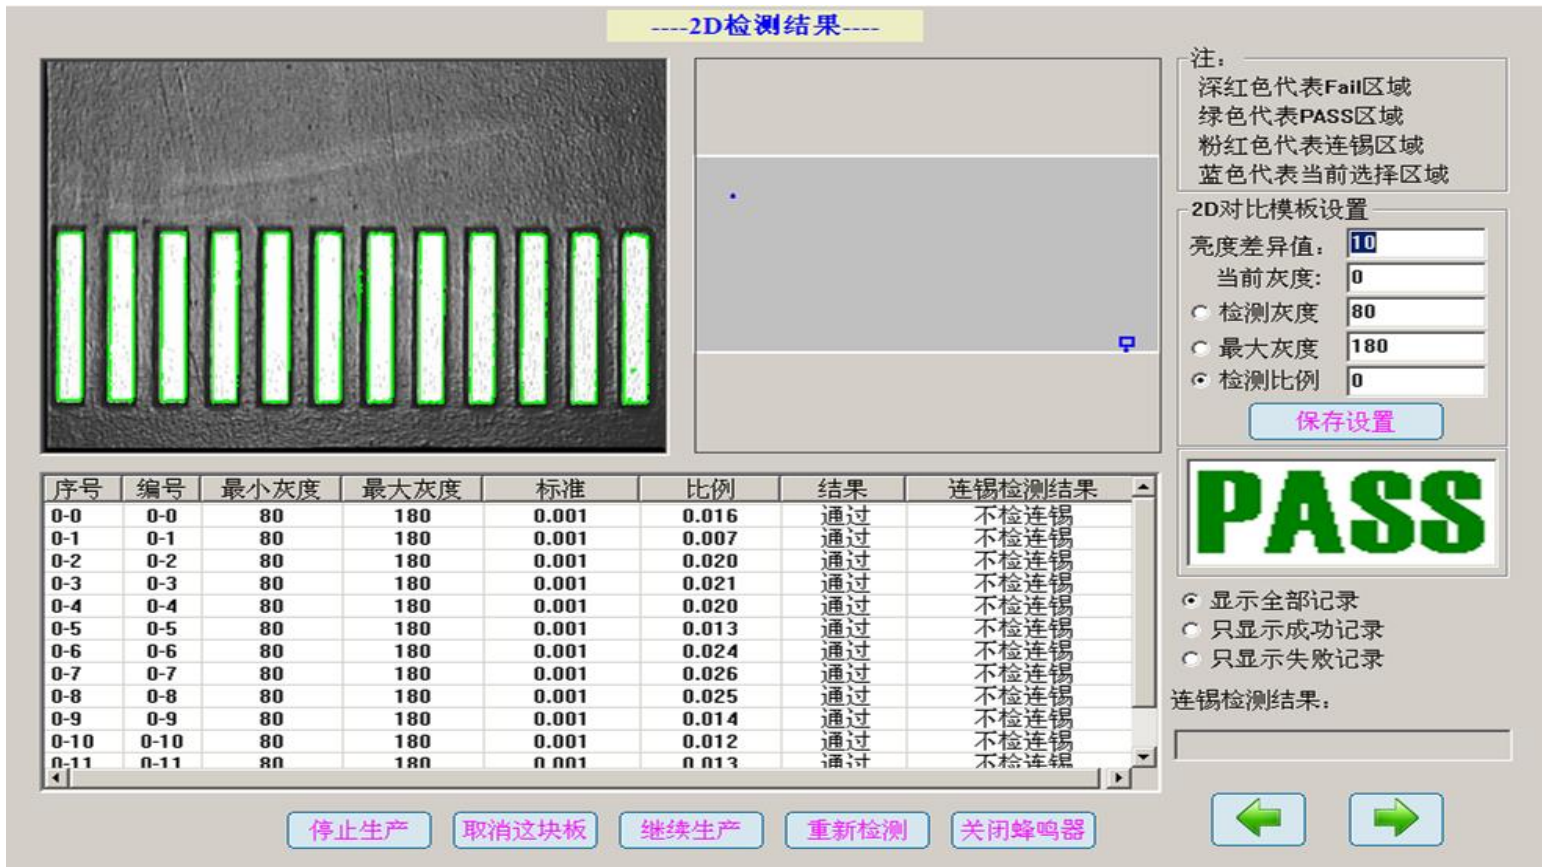 ----2D检测结果----
注：
深红色代表Fail区域
绿色代表PASS区域
粉红色代表连锡区域
蓝色代表当前选择区域
2D对比模板设置
亮度差异值： 10
当前灰度: 0
检测灰度 80
最大灰度 180
检测比例 0
保存设置
序号 编号 最小灰度 最大灰度 标准 比例 结果 连锡检测结果
0-0 0-0 80 180 0.001 0.016 通过 不检连锡
0-1 0-1 80 180 0.001 0.007 通过 不检连锡
0-2 0-2 80 180 0.001 0.020 通过 不检连锡
0-3 0-3 80 180 0.001 0.021 通过 不检连锡
0-4 0-4 80 180 0.001 0.020 通过 不检连锡
0-5 0-5 80 180 0.001 0.013 通过 不检连锡
0-6 0-6 80 180 0.001 0.024 通过 不检连锡
0-7 0-7 80 180 0.001 0.026 通过 不检连锡
0-8 0-8 80 180 0.001 0.025 通过 不检连锡
0-9 0-9 80 180 0.001 0.014 通过 不检连锡
0-10 0-10 80 180 0.001 0.012 通过 不检连锡
0-11 0-11 80 180 0.001 0.013 通过 不检连锡
PASS
显示全部记录
只显示成功记录
只显示失败记录
连锡检测结果：
停止生产 取消这块板 继续生产 重新检测 关闭蜂鸣器